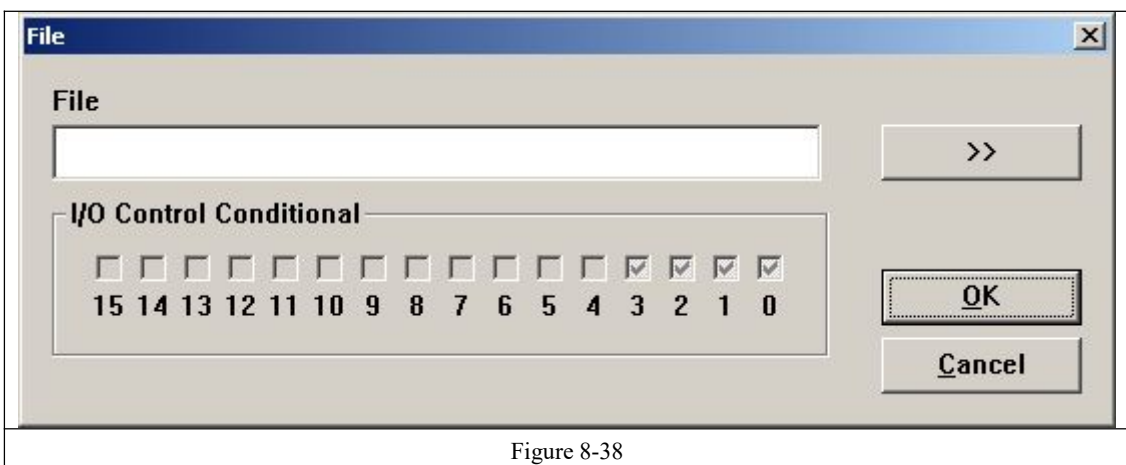 File
File
>>
I/O Control Conditional
15 14 13 12 11 10 9 8 7 6 5 4 3 2 1 0
OK
Cancel
Figure 8-38